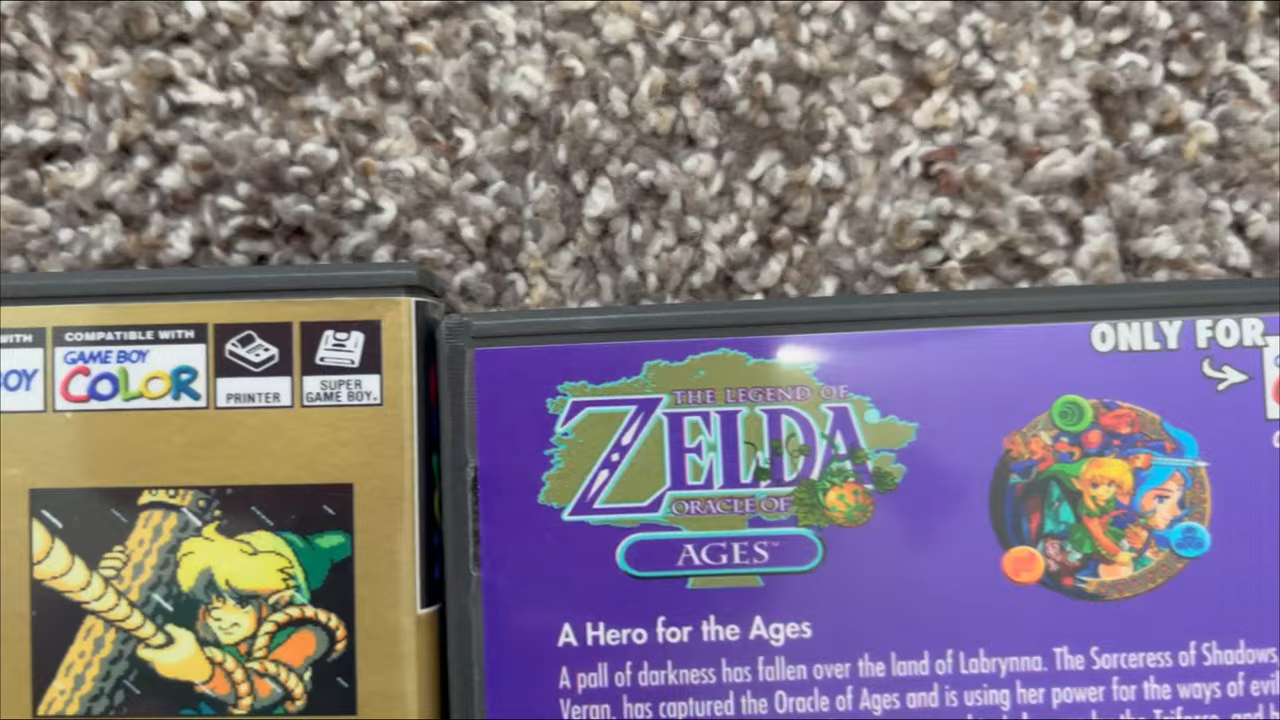 WITH
BOY
COMPATIBLE WITH
GAME BOY
COLOR
PRINTER
SUPER
GAME BOY.
ONLY FOR
THE LEGEND OF
ZELDA
ORACLE OF
AGES™
A Hero for the Ages
A pall of darkness has fallen over the land of Labrynna. The Sorceress of Shadows,
Veran, has captured the Oracle of Ages and is using her power for the ways of evil